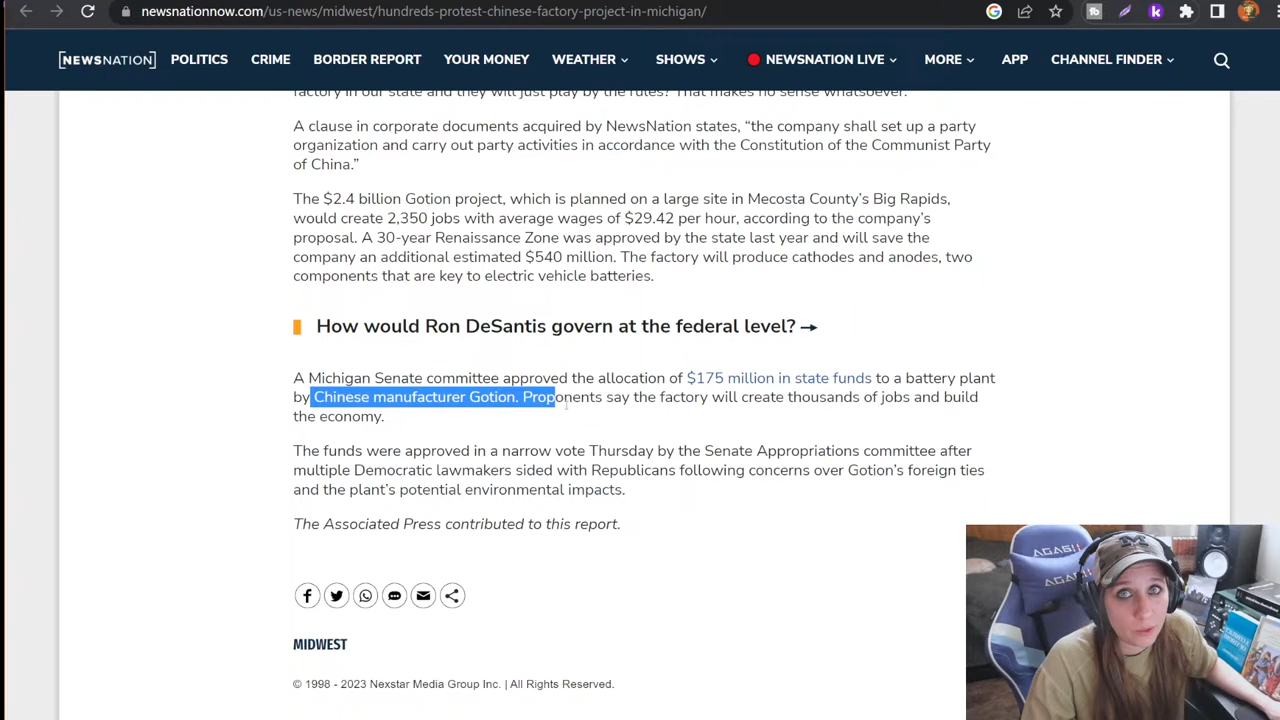 newsnationnow.com/us-news/midwest/hundreds-protest-chinese-factory-project-in-michigan/
[NEWSNATION] POLITICS CRIME BORDER REPORT YOUR MONEY WEATHER SHOWS NEWSNATION LIVE MORE APP CHANNEL FINDER
factory in our state and they will just play by the rules? That makes no sense whatsoever.”
A clause in corporate documents acquired by NewsNation states, “the company shall set up a party
organization and carry out party activities in accordance with the Constitution of the Communist Party
of China.”
The $2.4 billion Gotion project, which is planned on a large site in Mecosta County’s Big Rapids,
would create 2,350 jobs with average wages of $29.42 per hour, according to the company’s
proposal. A 30-year Renaissance Zone was approved by the state last year and will save the
company an additional estimated $540 million. The factory will produce cathodes and anodes, two
components that are key to electric vehicle batteries.
How would Ron DeSantis govern at the federal level?
A Michigan Senate committee approved the allocation of $175 million in state funds to a battery plant
by Chinese manufacturer Gotion. Proponents say the factory will create thousands of jobs and build
the economy.
The funds were approved in a narrow vote Thursday by the Senate Appropriations committee after
multiple Democratic lawmakers sided with Republicans following concerns over Gotion’s foreign ties
and the plant’s potential environmental impacts.
The Associated Press contributed to this report.
MIDWEST
© 1998 - 2023 Nexstar Media Group Inc. | All Rights Reserved.
AGAS
AGAS